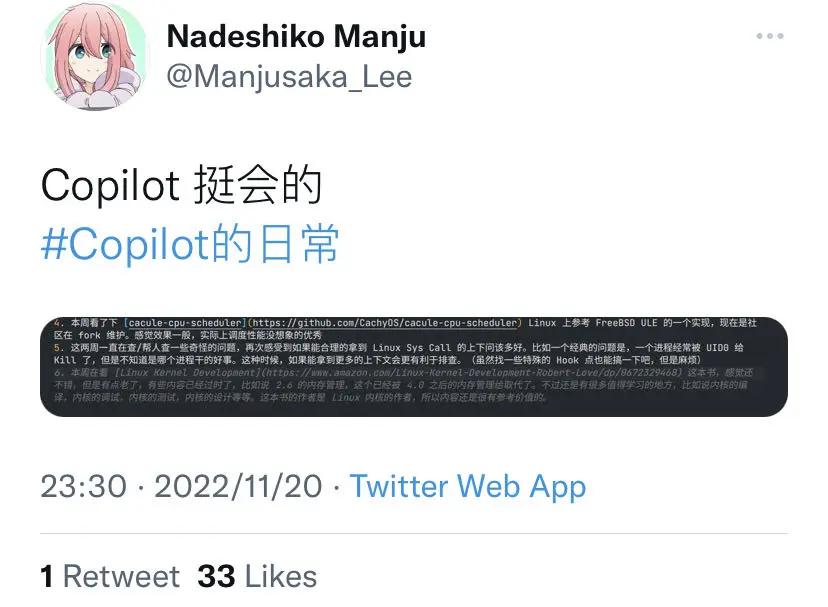 Nadeshiko Manju
@Manjusaka_Lee
Copilot 挺会的
#Copilot的日常
4. 本周看了下 [cacule-cpu-scheduler](https://github.com/CachyOS/cacule-cpu-scheduler) Linux 上参考 FreeBSD ULE 的一个实现，现在是社
区在 fork 维护。感觉效果一般，实际上调度性能没想象的优秀
5. 这两周一直在查/帮人查一些奇怪的问题，再次感受到如果能合理的拿到 Linux Sys Call 的上下问该多好。比如一个经典的问题是，一个进程经常被 UID0 给
Kill 了，但是不知道是哪个进程干的好事。这种时候，如果能拿到更多的上下文会更有利于排查。（虽然找一些特殊的 Hook 点也能搞一下吧，但是麻烦）
6. 本周在看 [Linux Kernel Development](https://www.amazon.com/Linux-Kernel-Development-Robert-Love/dp/0672329468) 这本书，感觉还
不错，但是有点老了，有些内容已经过时了，比如说 2.6 的内存管理，这个已经被 4.0 之后的内存管理给取代了。不过还是有很多值得学习的地方，比如说内核的编
译，内核的调试，内核的测试，内核的设计等等。这本书的作者是 Linux 内核的作者，所以内容还是很有参考价值的。
23:30 · 2022/11/20 · Twitter Web App
1 Retweet 33 Likes